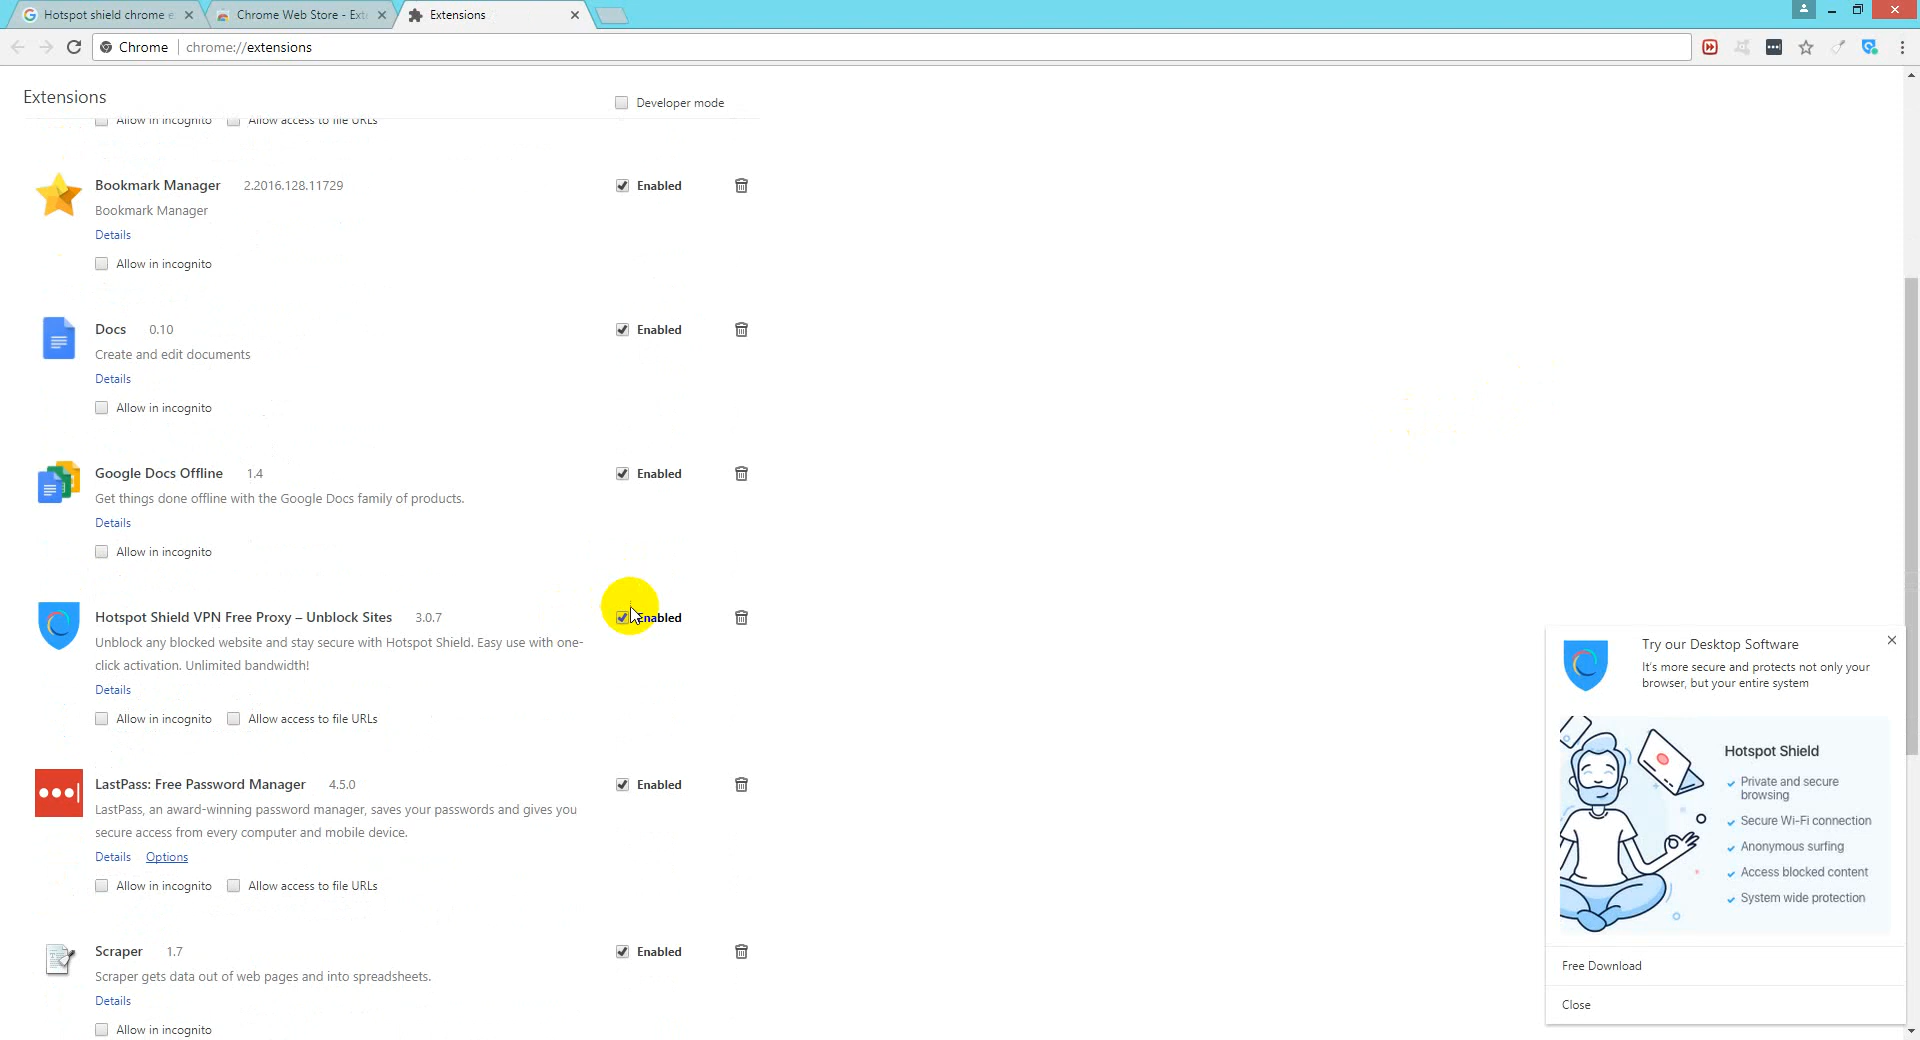 Hotspot shield chrome e
Chrome Web Store - Ext
Extensions
Chrome
chrome://extensions
Extensions
Developer mode
Allow in incognito
Allow access to file URLs
Bookmark Manager 2.2016.128.11729
Enabled
Bookmark Manager
Details
Allow in incognito
Docs 0.10
Enabled
Create and edit documents
Details
Allow in incognito
Google Docs Offline 1.4
Enabled
Get things done offline with the Google Docs family of products.
Details
Allow in incognito
Hotspot Shield VPN Free Proxy – Unblock Sites 3.0.7
Enabled
Unblock any blocked website and stay secure with Hotspot Shield. Easy use with one-
click activation. Unlimited bandwidth!
Details
Allow in incognito
Allow access to file URLs
LastPass: Free Password Manager 4.5.0
Enabled
LastPass, an award-winning password manager, saves your passwords and gives you
secure access from every computer and mobile device.
Details Options
Allow in incognito
Allow access to file URLs
Scraper 1.7
Enabled
Scraper gets data out of web pages and into spreadsheets.
Details
Allow in incognito
Try our Desktop Software
It's more secure and protects not only your
browser, but your entire system
Hotspot Shield
Private and secure
browsing
Secure Wi-Fi connection
Anonymous surfing
Access blocked content
System wide protection
Free Download
Close